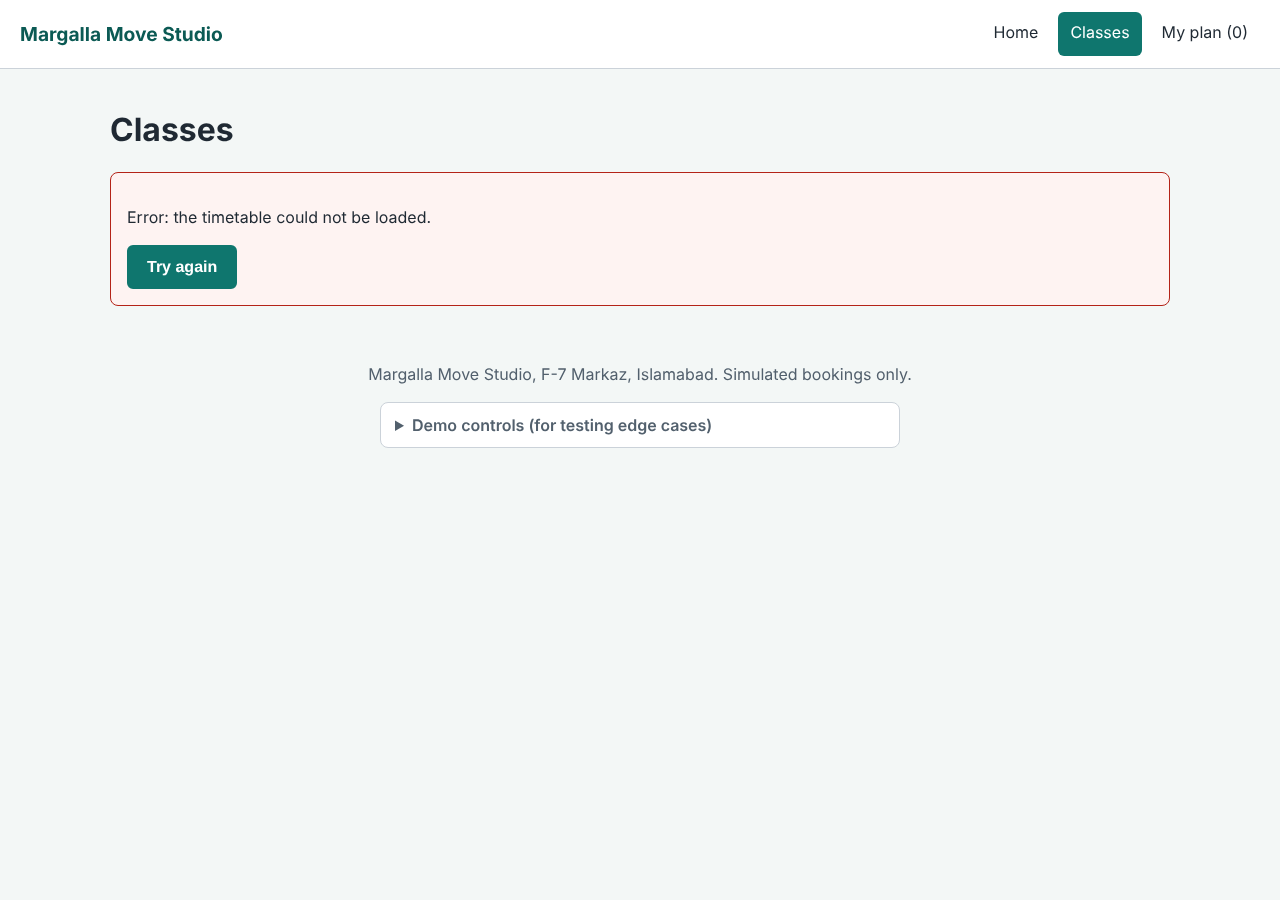 Margalla Move Studio
Home
Classes
My plan (0)
Classes
Error: the timetable could not be loaded.
Try again
Margalla Move Studio, F-7 Markaz, Islamabad. Simulated bookings only.
Demo controls (for testing edge cases)